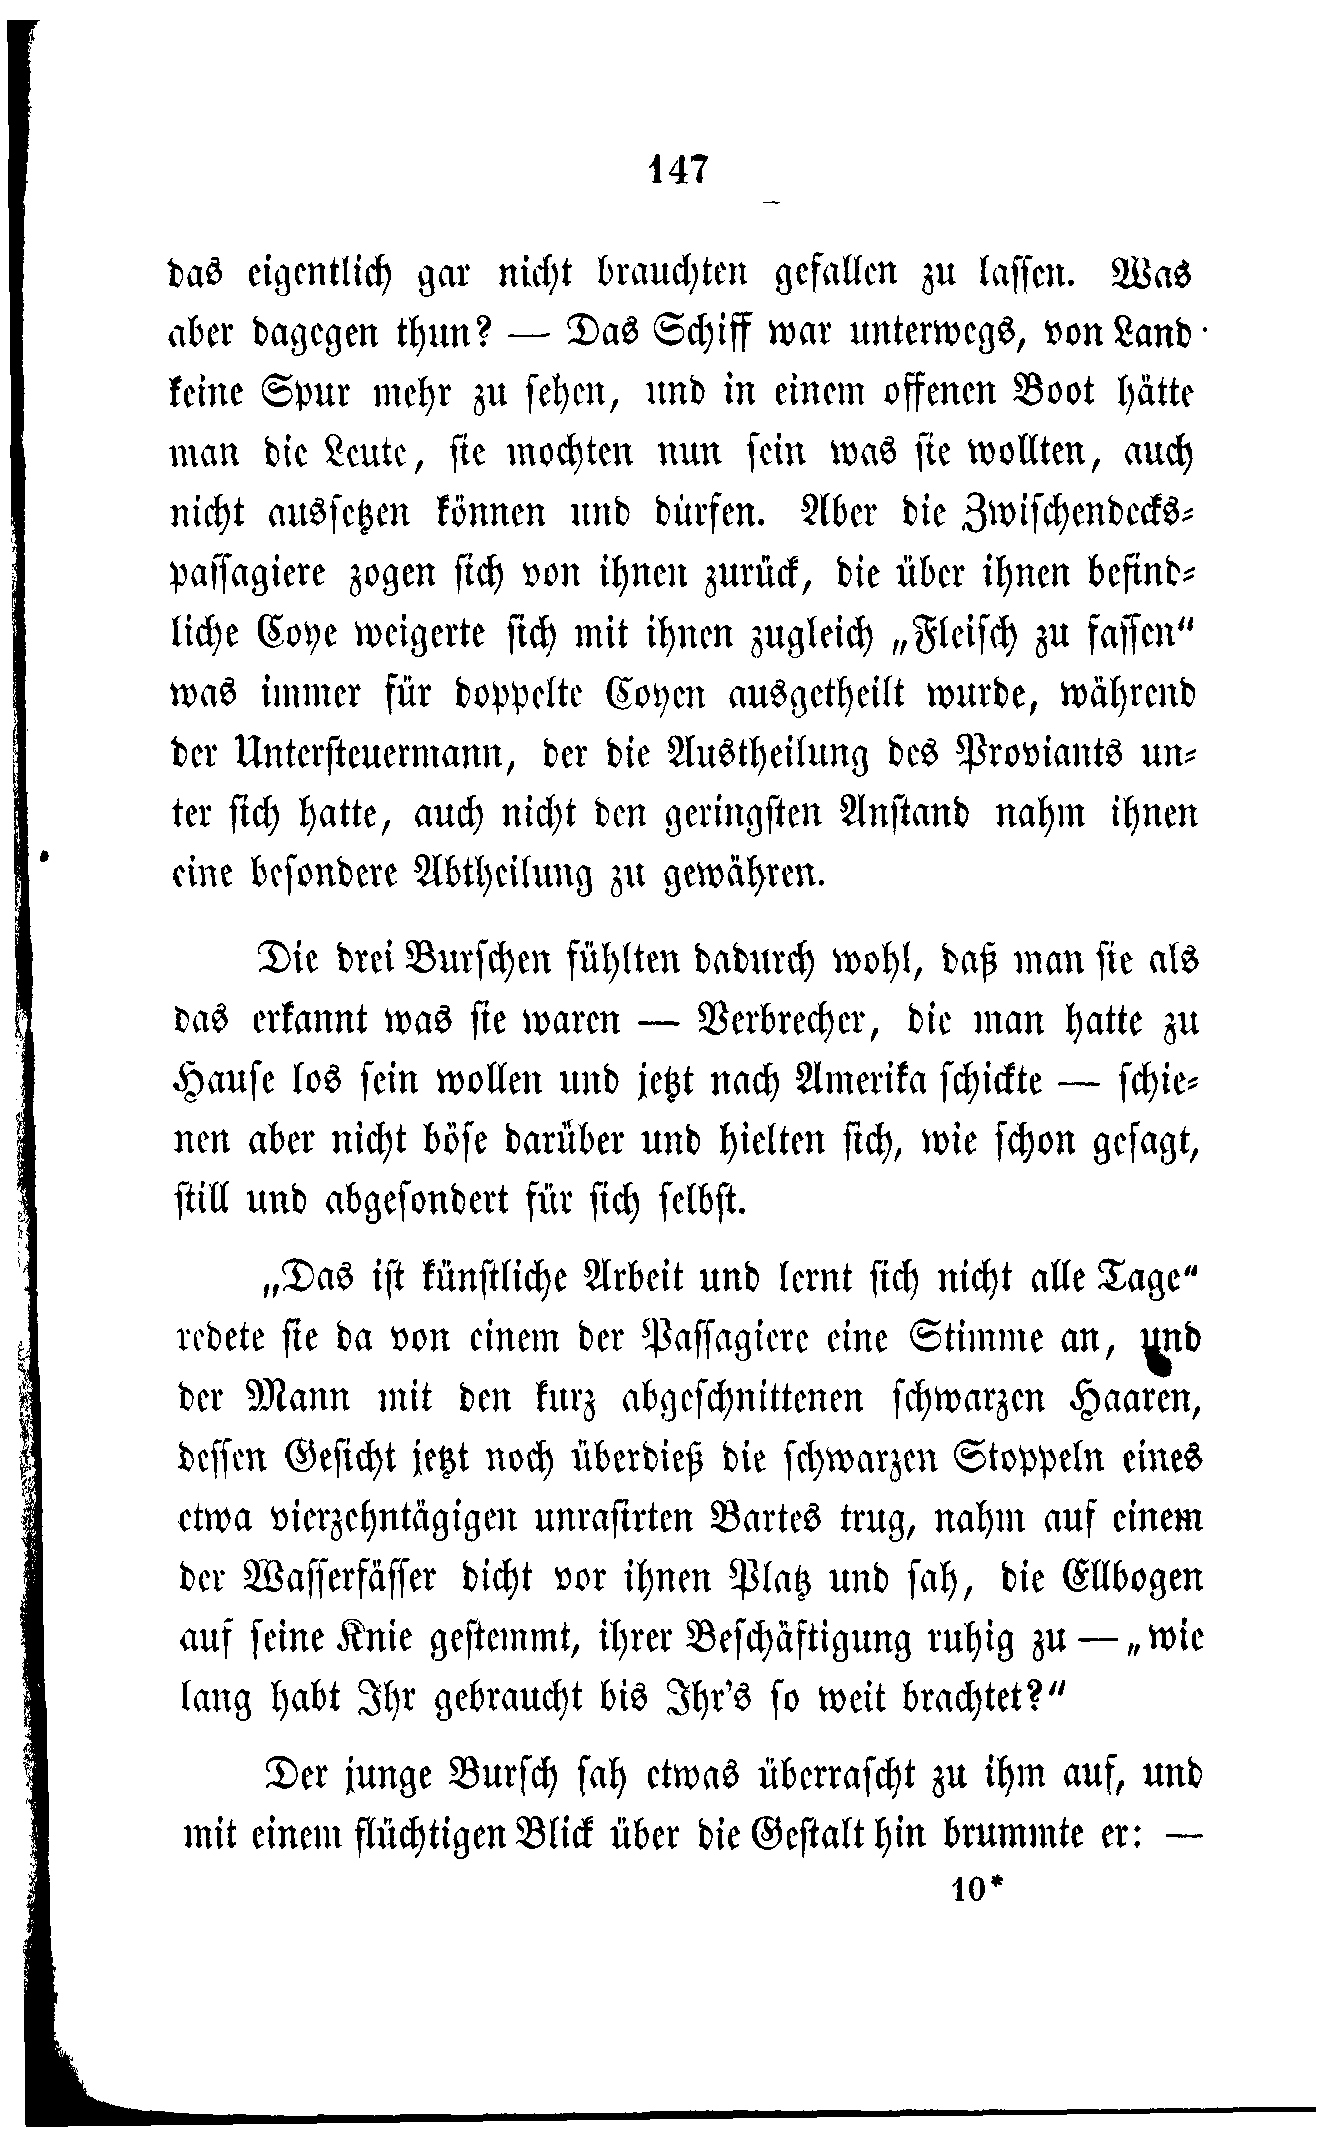 147
das eigentlich gar nicht brauchten gefallen zu lassen. Was
aber dagegen thun? — Das Schiff war unterwegs, von Land
keine Spur mehr zu sehen, und in einem offenen Boot hätte
man die Leute, sie mochten nun sein was sie wollten, auch
nicht aussetzen können und dürfen. Aber die Zwischendecks-
passagiere zogen sich von ihnen zurück, die über ihnen befind-
liche Coye weigerte sich mit ihnen zugleich „Fleisch zu fassen“
was immer für doppelte Coyen ausgetheilt wurde, während
der Untersteuermann, der die Austheilung des Proviants un-
ter sich hatte, auch nicht den geringsten Anstand nahm ihnen
eine besondere Abtheilung zu gewähren.
Die drei Burschen fühlten dadurch wohl, daß man sie als
das erkannt was sie waren — Verbrecher, die man hatte zu
Hause los sein wollen und jetzt nach Amerika schickte — schie-
nen aber nicht böse darüber und hielten sich, wie schon gesagt,
still und abgesondert für sich selbst.
„Das ist künstliche Arbeit und lernt sich nicht alle Tage“
redete sie da von einem der Passagiere eine Stimme an, und
der Mann mit den kurz abgeschnittenen schwarzen Haaren,
dessen Gesicht jetzt noch überdieß die schwarzen Stoppeln eines
etwa vierzehntägigen unrasirten Bartes trug, nahm auf einem
der Wasserfässer dicht vor ihnen Platz und sah, die Ellbogen
auf seine Knie gestemmt, ihrer Beschäftigung ruhig zu — „wie
lang habt Ihr gebraucht bis Ihr's so weit brachtet?“
Der junge Bursch sah etwas überrascht zu ihm auf, und
mit einem flüchtigen Blick über die Gestalt hin brummte er: —
10*